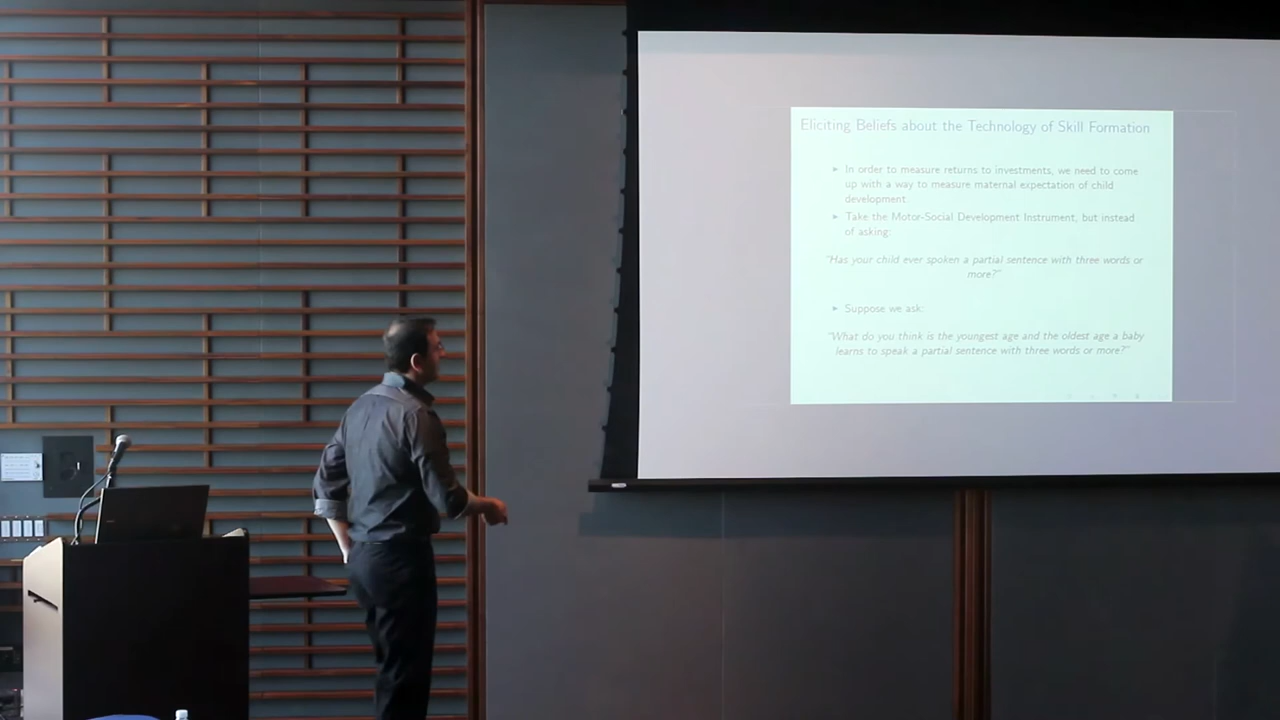 Eliciting Beliefs about the Technology of Skill Formation
► In order to measure returns to investments, we need to come
up with a way to measure maternal expectation of child
development.
► Take the Motor-Social Development Instrument, but instead
of asking:
"Has your child ever spoken a partial sentence with three words or
more?"
► Suppose we ask:
"What do you think is the youngest age and the oldest age a baby
learns to speak a partial sentence with three words or more?"